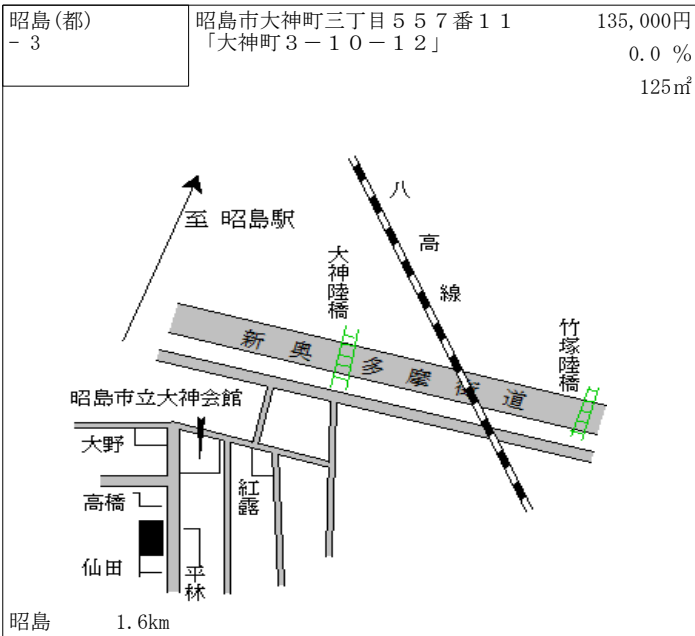 昭島(都)
- 3
昭島市大神町三丁目５５７番１１
「大神町３－１０－１２」
135,000円
0.0 %
125㎡
至 昭島駅
八高線
大神陸橋
竹塚陸橋
新奥多摩街道
昭島市立大神会館
大野
紅露
高橋
仙田
平林
昭島 1.6km